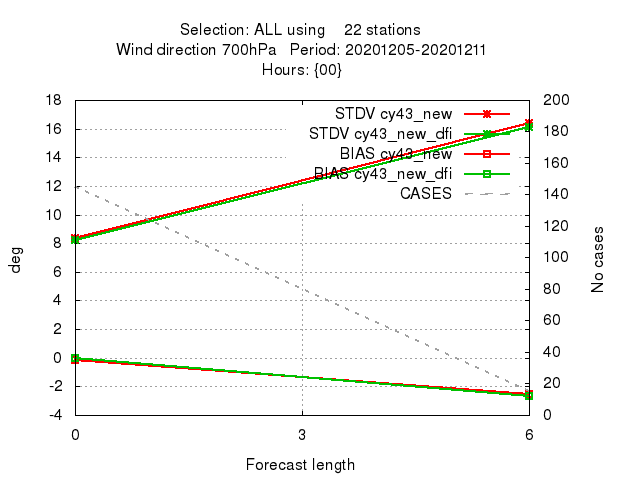 Selection: ALL using 22 stations
Wind direction 700hPa Period: 20201205-20201211
Hours: {00}
STDV cy43_new
STDV cy43_new_dfi
BIAS cy43_new
BIAS cy43_new_dfi
CASES
18
16
14
12
10
8
6
4
2
0
-2
-4
deg
200
180
160
140
120
100
80
60
40
20
0
No cases
0 3 6
Forecast length